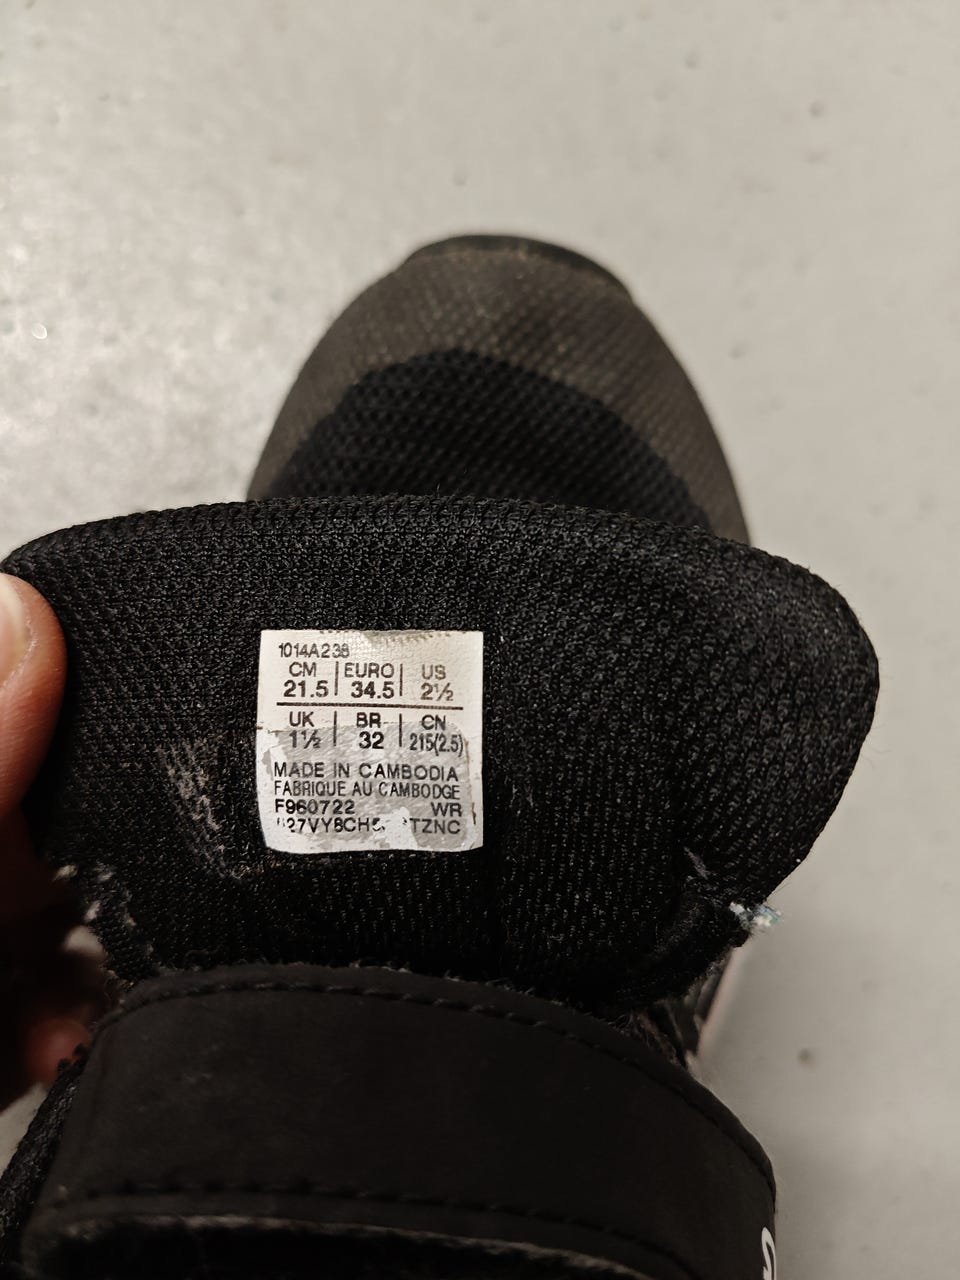 1014A238
CM | EURO | US
21.5 | 34.5 | 2½
UK | BR | CN
1½ | 32 | 215(2.5)
MADE IN CAMBODIA
FABRIQUE AU CAMBODGE
F960722 WR